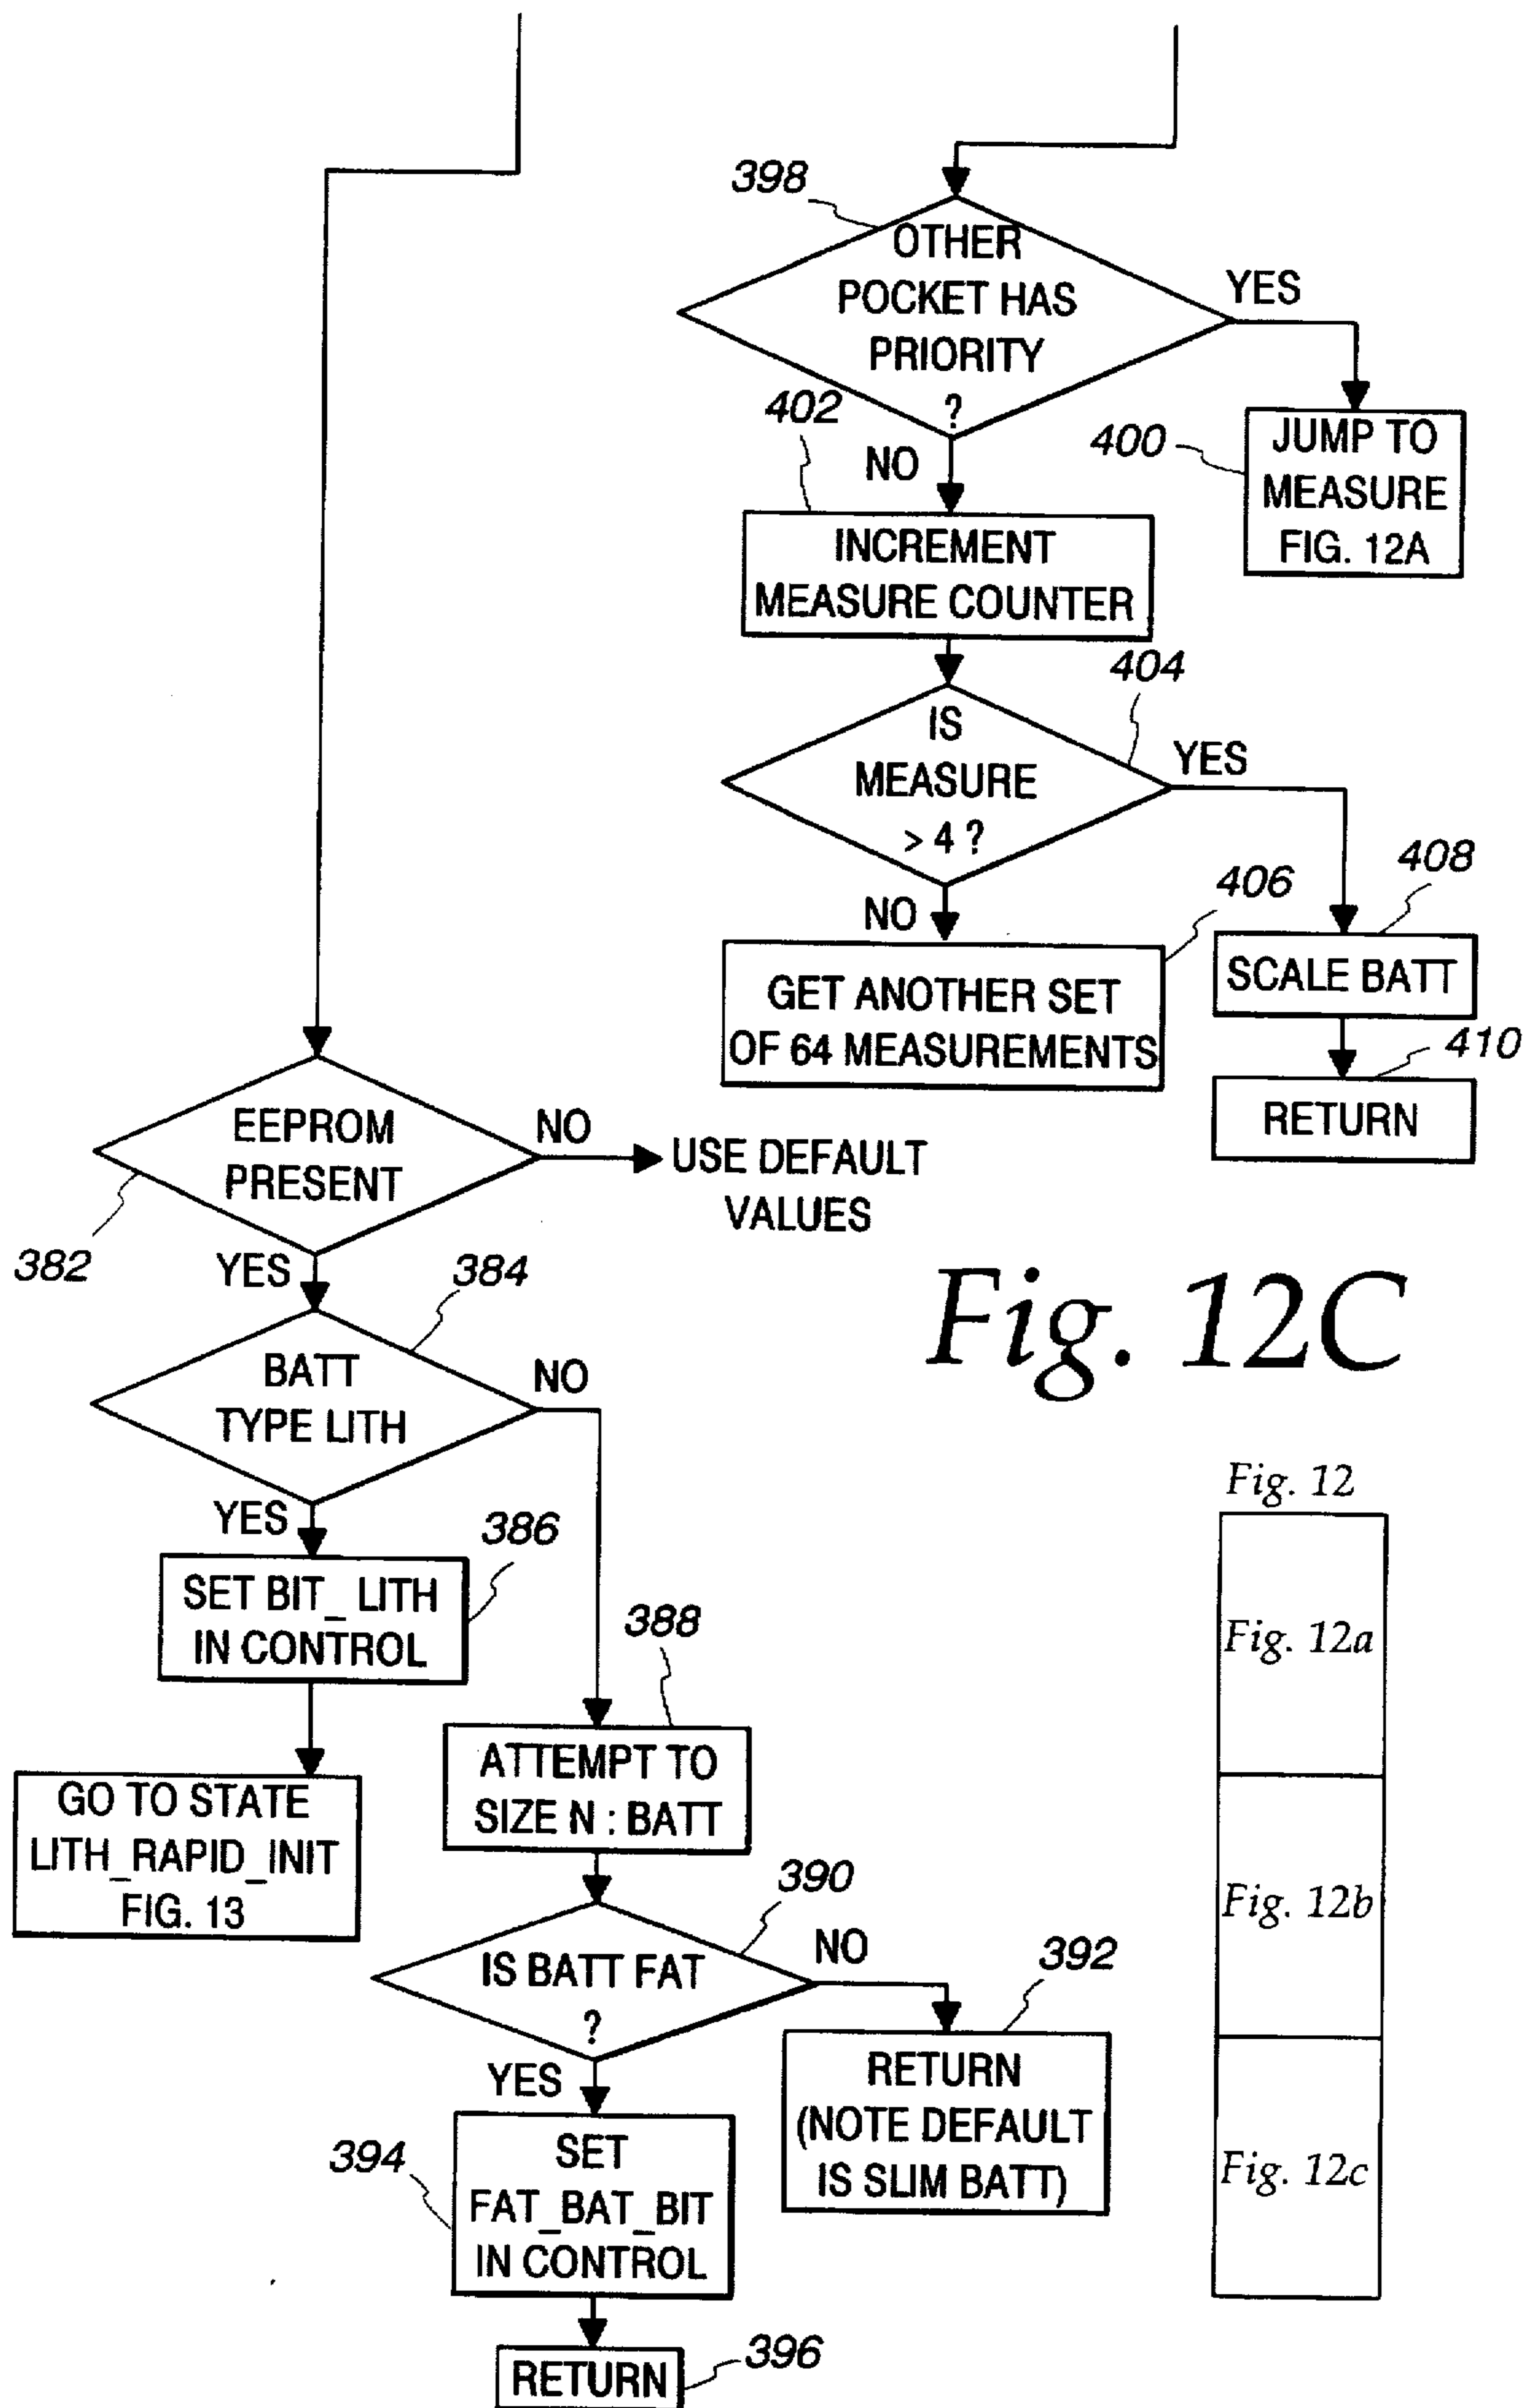 398
OTHER
POCKET HAS
PRIORITY
?
YES
400
JUMP TO
MEASURE
FIG. 12A
NO
402
INCREMENT
MEASURE COUNTER
404
IS
MEASURE
> 4 ?
YES
NO
406
GET ANOTHER SET
OF 64 MEASUREMENTS
408
SCALE BATT
410
RETURN
EEPROM
PRESENT
382
NO
USE DEFAULT
VALUES
YES
384
BATT
TYPE LITH
NO
YES
386
SET BIT_ LITH
IN CONTROL
GO TO STATE
LITH_RAPID_INIT
FIG. 13
388
ATTEMPT TO
SIZE N : BATT
390
IS BATT FAT
?
NO
392
RETURN
(NOTE DEFAULT
IS SLIM BATT)
YES
394
SET
FAT_BAT_BIT
IN CONTROL
RETURN
396
Fig. 12C
Fig. 12
Fig. 12a
Fig. 12b
Fig. 12c